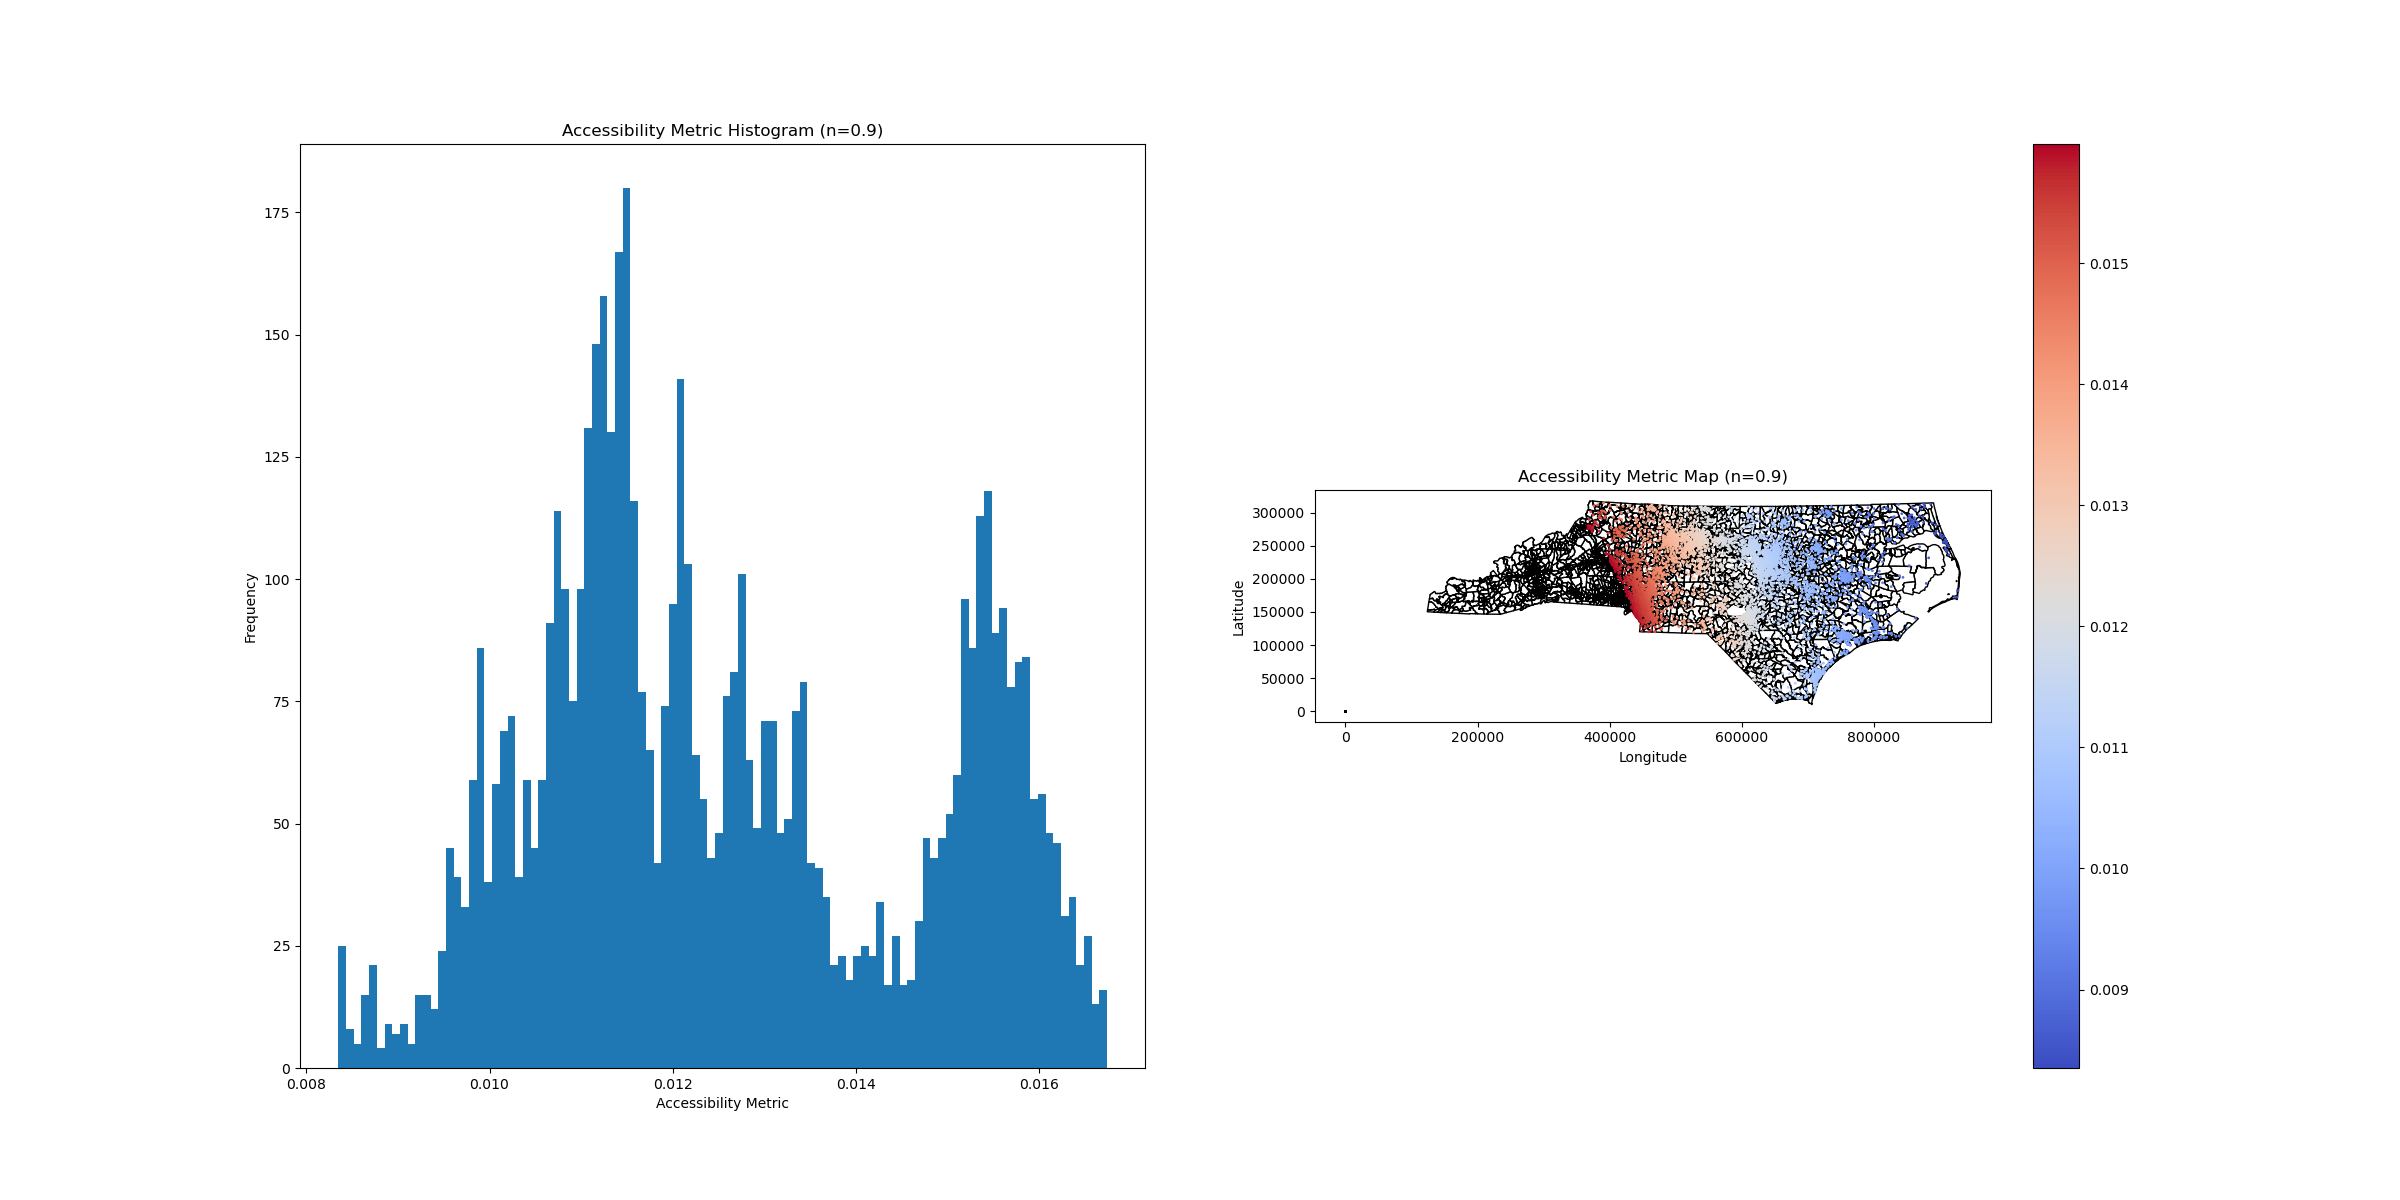 Accessibility Metric Histogram (n=0.9)
Frequency
175
150
125
100
75
50
25
0
0.008 0.010 0.012 0.014 0.016
Accessibility Metric
Accessibility Metric Map (n=0.9)
Latitude
300000
250000
200000
150000
100000
50000
0
0 200000 400000 600000 800000
Longitude
0.015
0.014
0.013
0.012
0.011
0.010
0.009